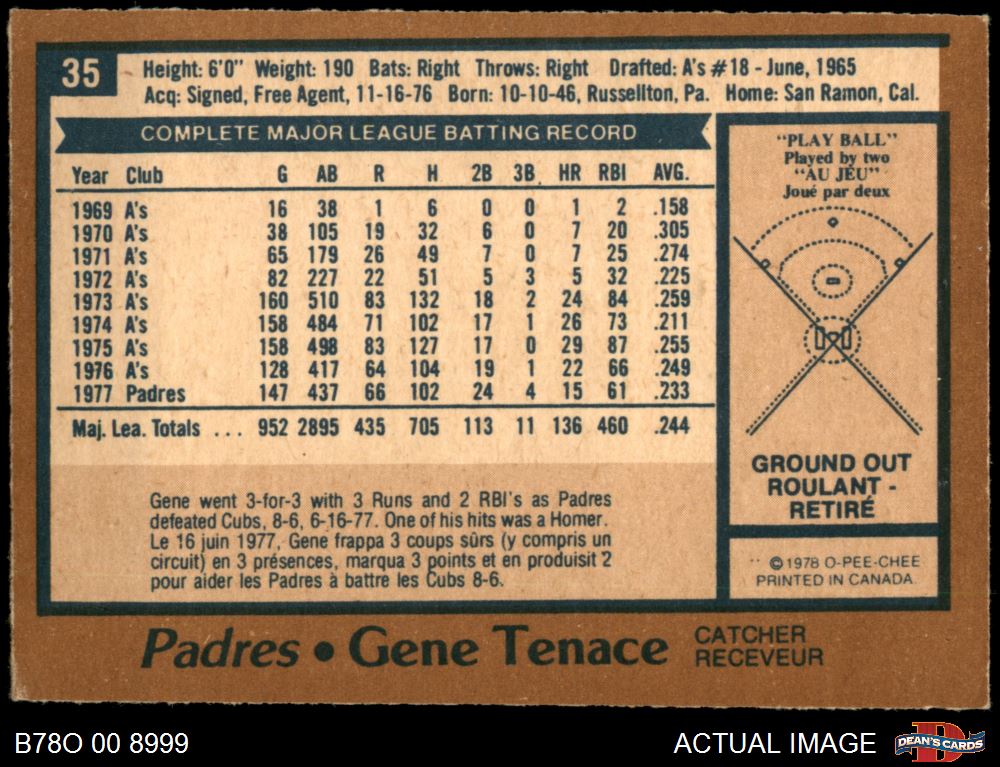 35
Height: 6'0" Weight: 190 Bats: Right Throws: Right Drafted: A's #18 - June, 1965
Acq: Signed, Free Agent, 11-16-76 Born: 10-10-46, Russellton, Pa. Home: San Ramon, Cal.
COMPLETE MAJOR LEAGUE BATTING RECORD
Year Club G AB R H 2B 3B HR RBI AVG.
1969 A's 16 38 1 6 0 0 1 2 .158
1970 A's 38 105 19 32 6 0 7 20 .305
1971 A's 65 179 26 49 7 0 7 25 .274
1972 A's 82 227 22 51 5 3 5 32 .225
1973 A's 160 510 83 132 18 2 24 84 .259
1974 A's 158 484 71 102 17 1 26 73 .211
1975 A's 158 498 83 127 17 0 29 87 .255
1976 A's 128 417 64 104 19 1 22 66 .249
1977 Padres 147 437 66 102 24 4 15 61 .233
Maj. Lea. Totals ... 952 2895 435 705 113 11 136 460 .244
Gene went 3-for-3 with 3 Runs and 2 RBI's as Padres
defeated Cubs, 8-6, 6-16-77. One of his hits was a Homer.
Le 16 juin 1977, Gene frappa 3 coups sûrs (y compris un
circuit) en 3 présences, marqua 3 points et en produisit 2
pour aider les Padres à battre les Cubs 8-6.
"PLAY BALL"
Played by two
"AU JEU"
Joué par deux
GROUND OUT
ROULANT -
RETIRÉ
©1978 O-PEE-CHEE
PRINTED IN CANADA.
Padres • Gene Tenace
CATCHER
RECEVEUR
B78O 00 8999
ACTUAL IMAGE
DEAN'S CARDS